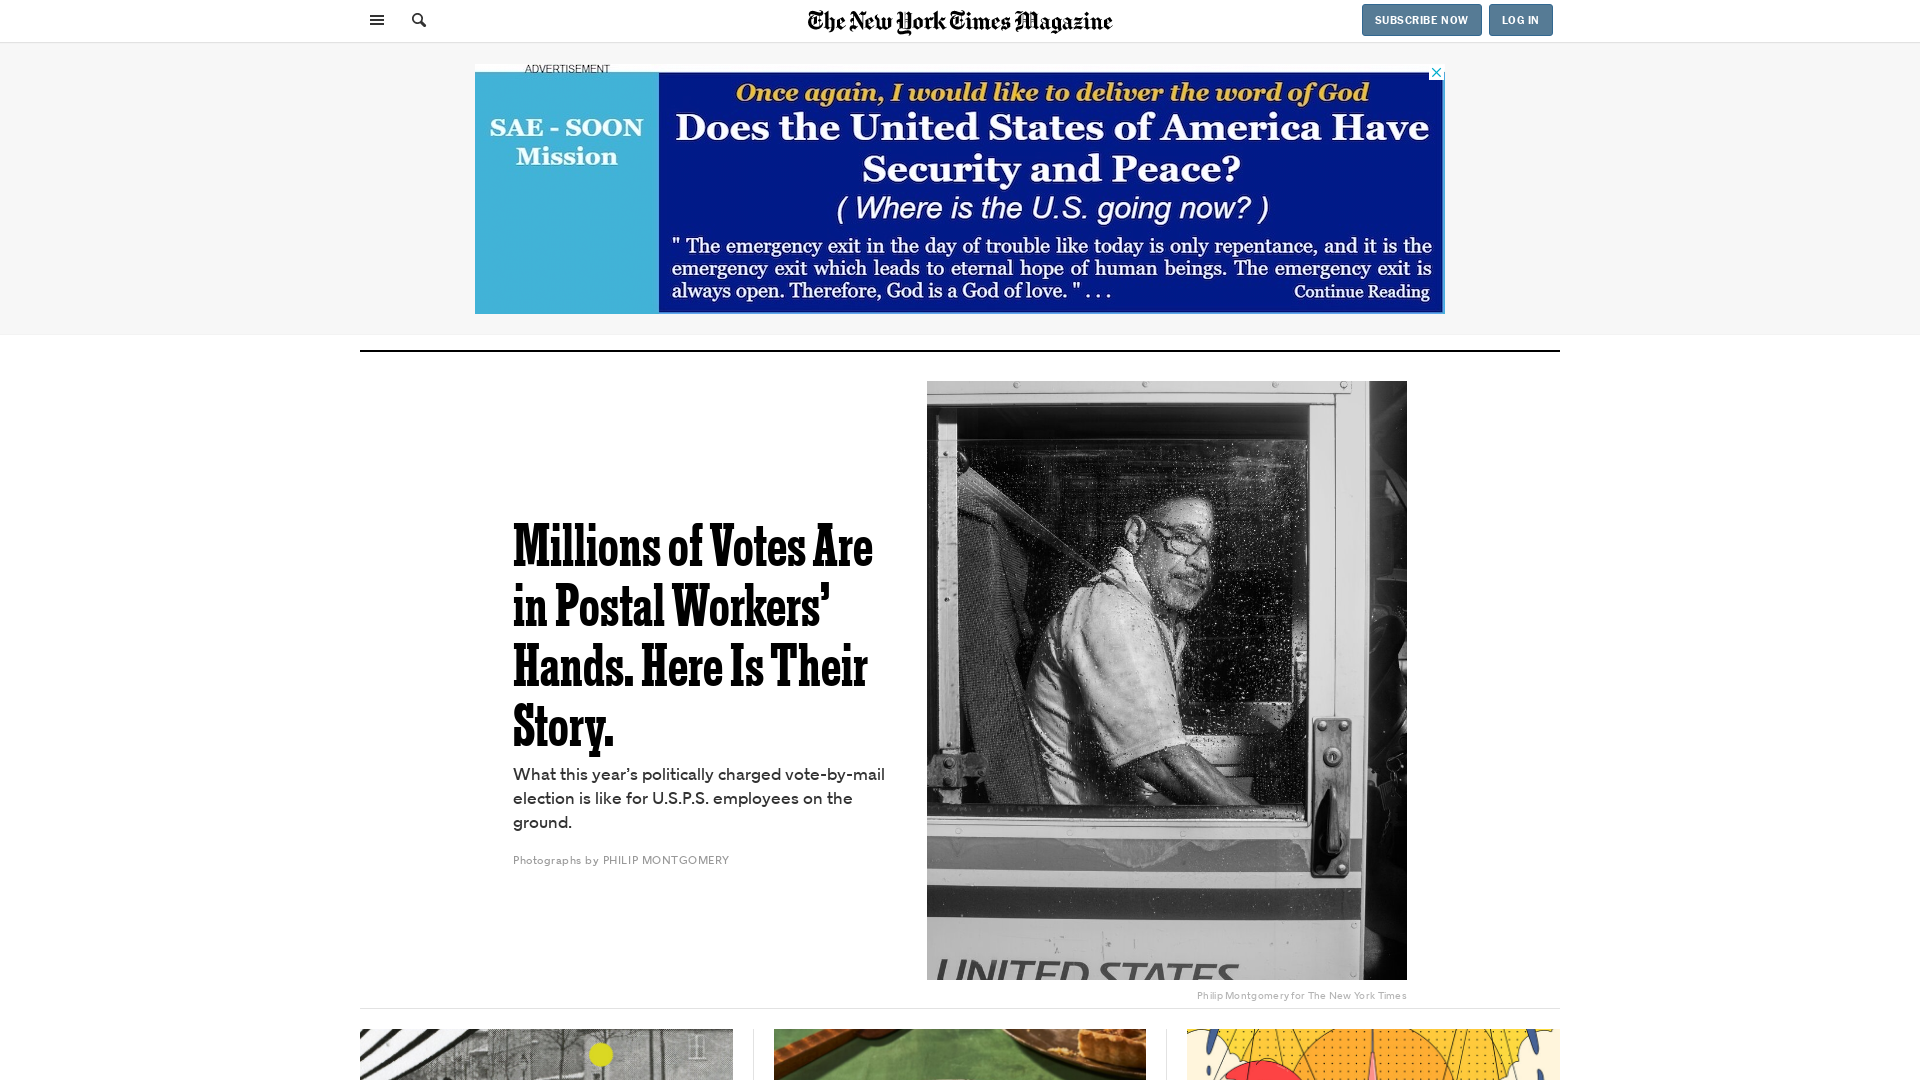 The New York Times Magazine
SUBSCRIBE NOW
LOG IN
ADVERTISEMENT
SAE - SOON
Mission
Once again, I would like to deliver the word of God
Does the United States of America Have
Security and Peace?
( Where is the U.S. going now? )
" The emergency exit in the day of trouble like today is only repentance, and it is the
emergency exit which leads to eternal hope of human beings. The emergency exit is
always open. Therefore, God is a God of love. " . . .
Continue Reading
Millions of Votes Are
in Postal Workers’
Hands. Here Is Their
Story.
What this year’s politically charged vote-by-mail
election is like for U.S.P.S. employees on the
ground.
Photographs by PHILIP MONTGOMERY
UNITED STATES
Philip Montgomery for The New York Times